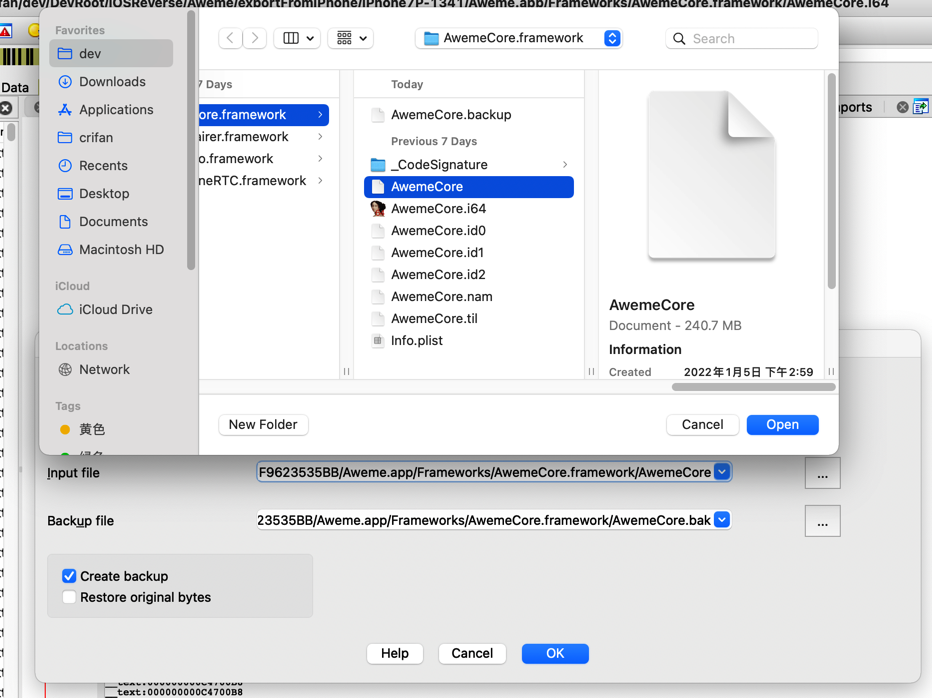 fan/dev/DevRoot/iOSReverse/Aweme/exportFromiPhone/iPhone7P-1341/Aweme.app/Frameworks/AwemeCore.framework/AwemeCore.i64
Favorites
dev
Downloads
Applications
crifan
Recents
Desktop
Documents
Macintosh HD
iCloud
iCloud Drive
Locations
Network
Tags
黄色
AwemeCore.framework
Search
Data
ports
7 Days
ore.framework
airer.framework
o.framework
neRTC.framework
Today
AwemeCore.backup
Previous 7 Days
_CodeSignature
AwemeCore
AwemeCore.i64
AwemeCore.id0
AwemeCore.id1
AwemeCore.id2
AwemeCore.nam
AwemeCore.til
Info.plist
AwemeCore
Document - 240.7 MB
Information
Created 2022年1月5日 下午2:59
New Folder
Cancel
Open
Input file
F9623535BB/Aweme.app/Frameworks/AwemeCore.framework/AwemeCore
...
Backup file
23535BB/Aweme.app/Frameworks/AwemeCore.framework/AwemeCore.bak
...
Create backup
Restore original bytes
Help
Cancel
OK
__text:000000000C4700B8